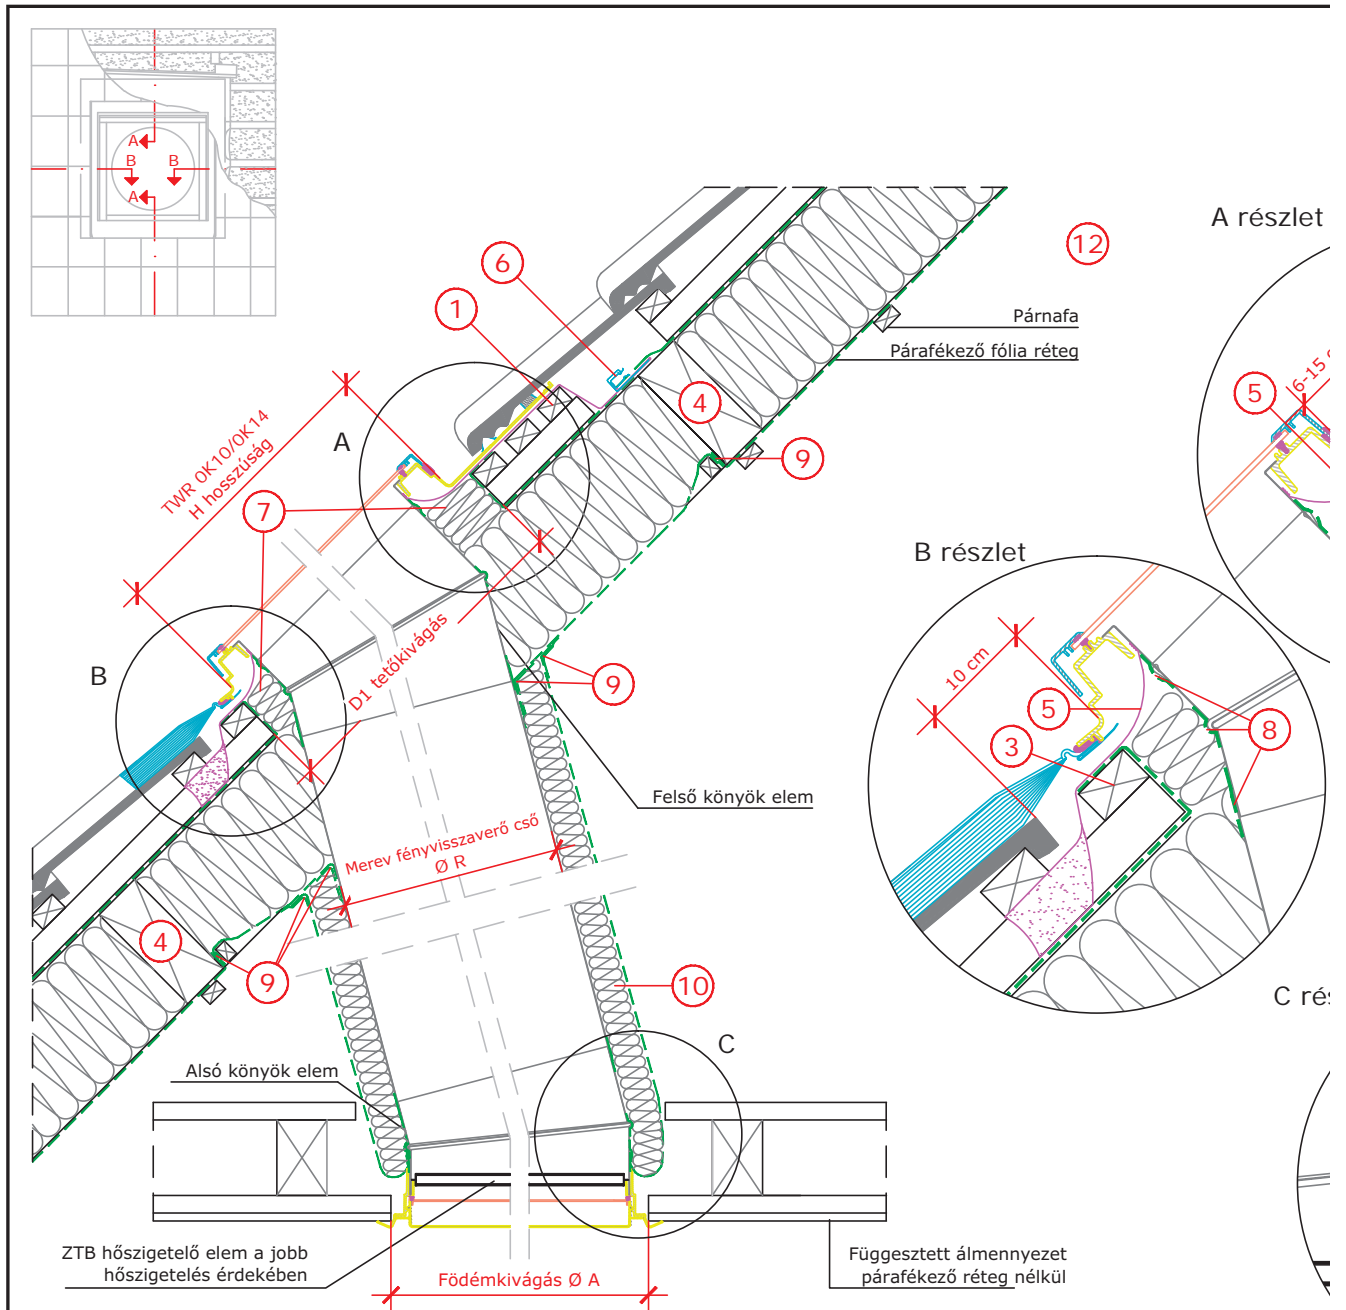 A
B
B
A
A részlet
12
6
1
Párnafa
Párafékező fólia réteg
6-15
5
4
A
9
TWR 0K10/0K14
H hosszúság
7
B részlet
D1 tetőkivágás
B
9
10 cm
5
8
3
Felső könyök elem
Merev fényvisszaverő cső
Ø R
4
9
10
C
Alsó könyök elem
ZTB hőszigetelő elem a jobb
hőszigetelés érdekében
Födémkivágás Ø A
Függesztett álmennyezet
párafékező réteg nélkül